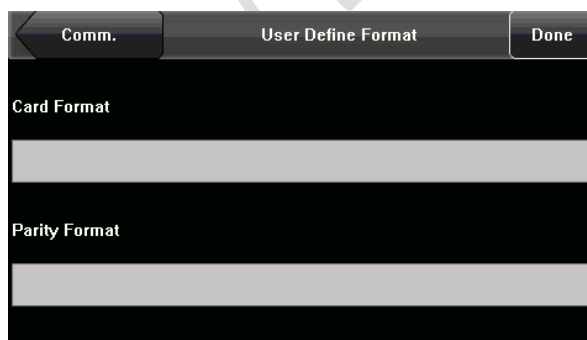 Comm. User Define Format Done
Card Format
Parity Format